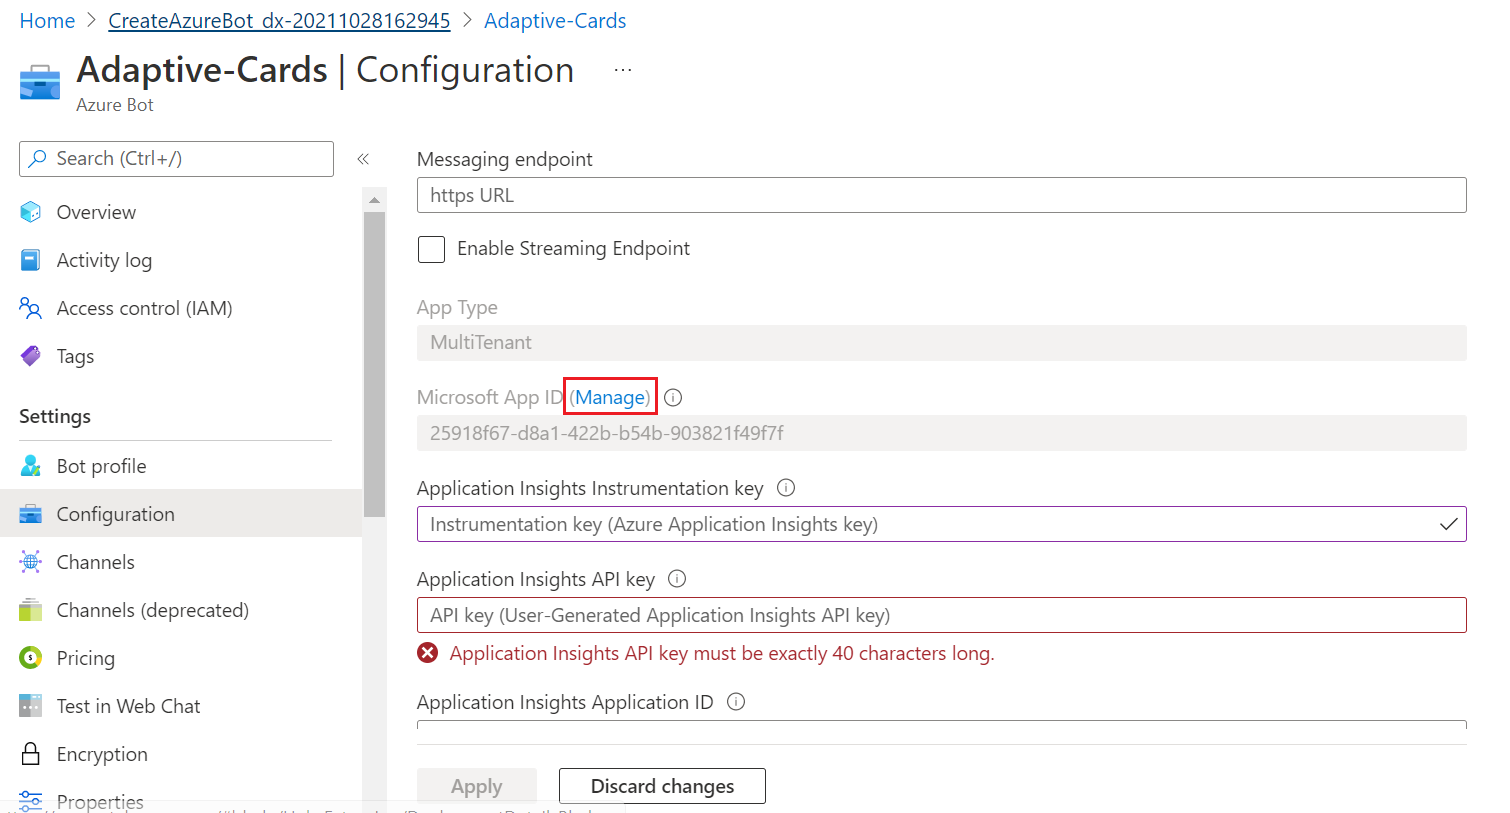 Home > CreateAzureBot_dx-20211028162945 > Adaptive-Cards
Adaptive-Cards | Configuration ...
Azure Bot
Search (Ctrl+/)
«
Overview
Activity log
Access control (IAM)
Tags
Settings
Bot profile
Configuration
Channels
Channels (deprecated)
Pricing
Test in Web Chat
Encryption
Properties
Messaging endpoint
https URL
Enable Streaming Endpoint
App Type
MultiTenant
Microsoft App ID (Manage)
25918f67-d8a1-422b-b54b-903821f49f7f
Application Insights Instrumentation key
Instrumentation key (Azure Application Insights key)
Application Insights API key
API key (User-Generated Application Insights API key)
Application Insights API key must be exactly 40 characters long.
Application Insights Application ID
Apply
Discard changes